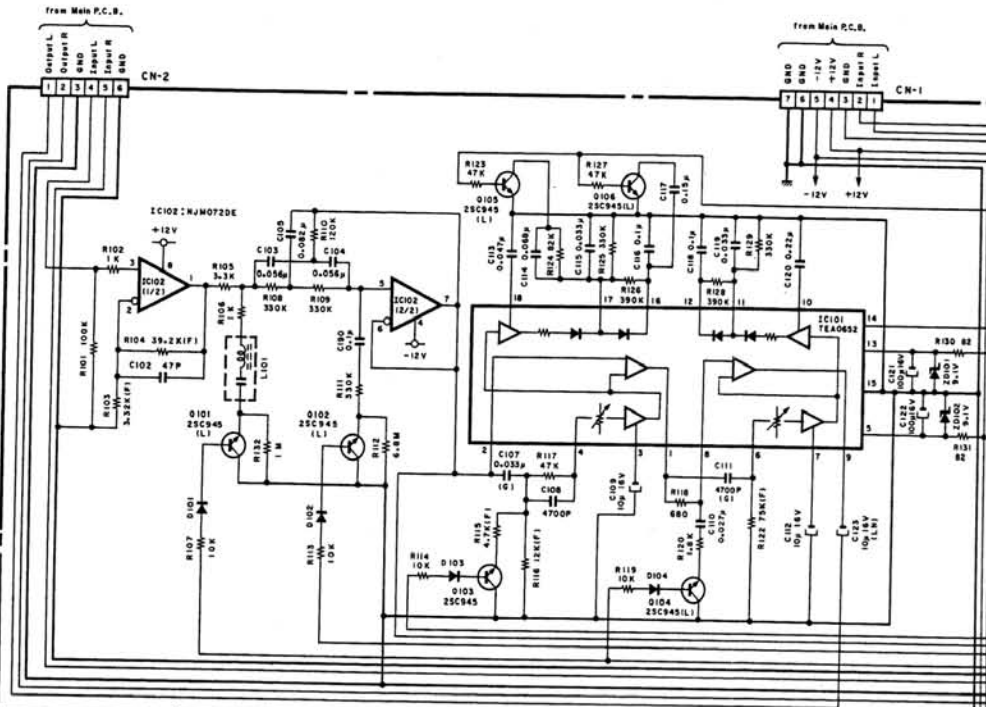 from Main P.C.B.
Output L
Output R
GND
Input L
Input R
GND
1 2 3 4 5 6
CN-2
from Main P.C.B.
GND
GND
-12V
+12V
GND
Input R
Input L
7 6 5 4 3 2 1
CN-1
-12V
+12V
IC102:NJM072DE
+12V
R102
1K
3
8
1
2
IC102
(1/2)
R101 100K
R104 39.2K(F)
C102 47P
R103
3.32K(F)
R105
3.3K
R106
1K
L101
C103
0.056μ
C105
0.082μ
R110
120K
C104
0.056μ
R108
330K
R109
330K
5
6
7
4
IC102
(2/2)
-12V
C190
R111
330K
Q101
2SC945
(L)
R132
1M
Q102
2SC945
(L)
R112
6.8M
D101
R107
10K
D102
R113
10K
R123
47K
Q105
2SC945
(L)
R127
47K
Q106
2SC945(L)
C117
0.15μ
C113
0.047μ
C114 0.068μ
R124 82K
C115 0.033μ
R125 330K
C116 0.1μ
R126
390K
C118 0.1μ
C119
0.033μ
R129
330K
C120 0.22μ
R128
390K
18
17
16
12
11
10
IC101
TEA0652
14
13
15
5
R130 82
C121
100μ16V
ZD101
9.1V
C122
100μ16V
ZD102
9.1V
R131
82
2
4
3
1
8
6
7
9
C107
0.033μ
(G)
R117
47K
C108
4700P
C109
10μ 16V
C111
4700P
(G)
R118
680
C110
0.027μ
R120
1.8K
R122 75K(F)
C112
10μ 16V
C123
10μ16V
(LN)
R115
4.7K(F)
R116 12K(F)
R114
10K
D103
Q103
2SC945
R119
10K
D104
Q104
2SC945(L)